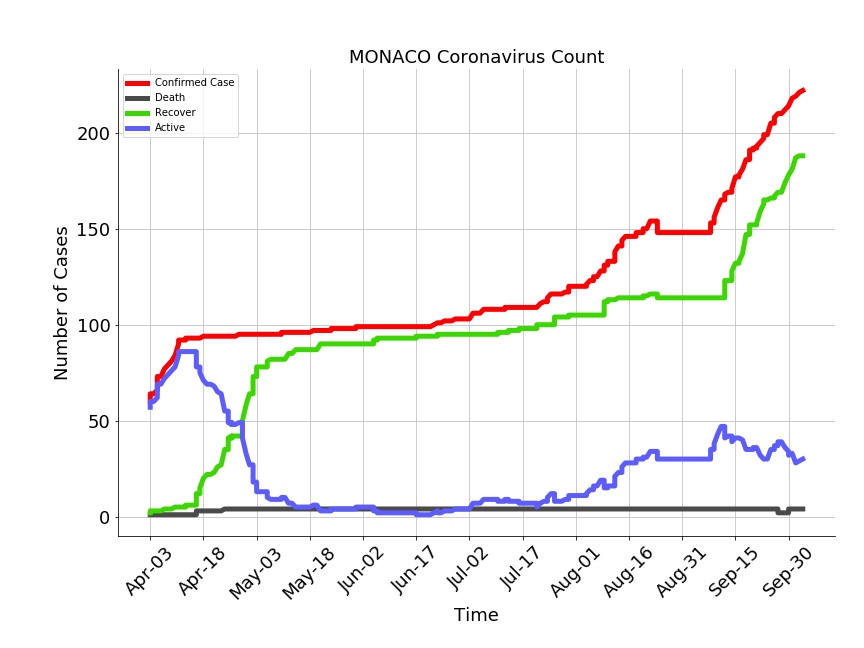 MONACO Coronavirus Count
Confirmed Case
Death
Recover
Active
Number of Cases
200
150
100
50
0
Apr-03
Apr-18
May-03
May-18
Jun-02
Jun-17
Jul-02
Jul-17
Aug-01
Aug-16
Aug-31
Sep-15
Sep-30
Time